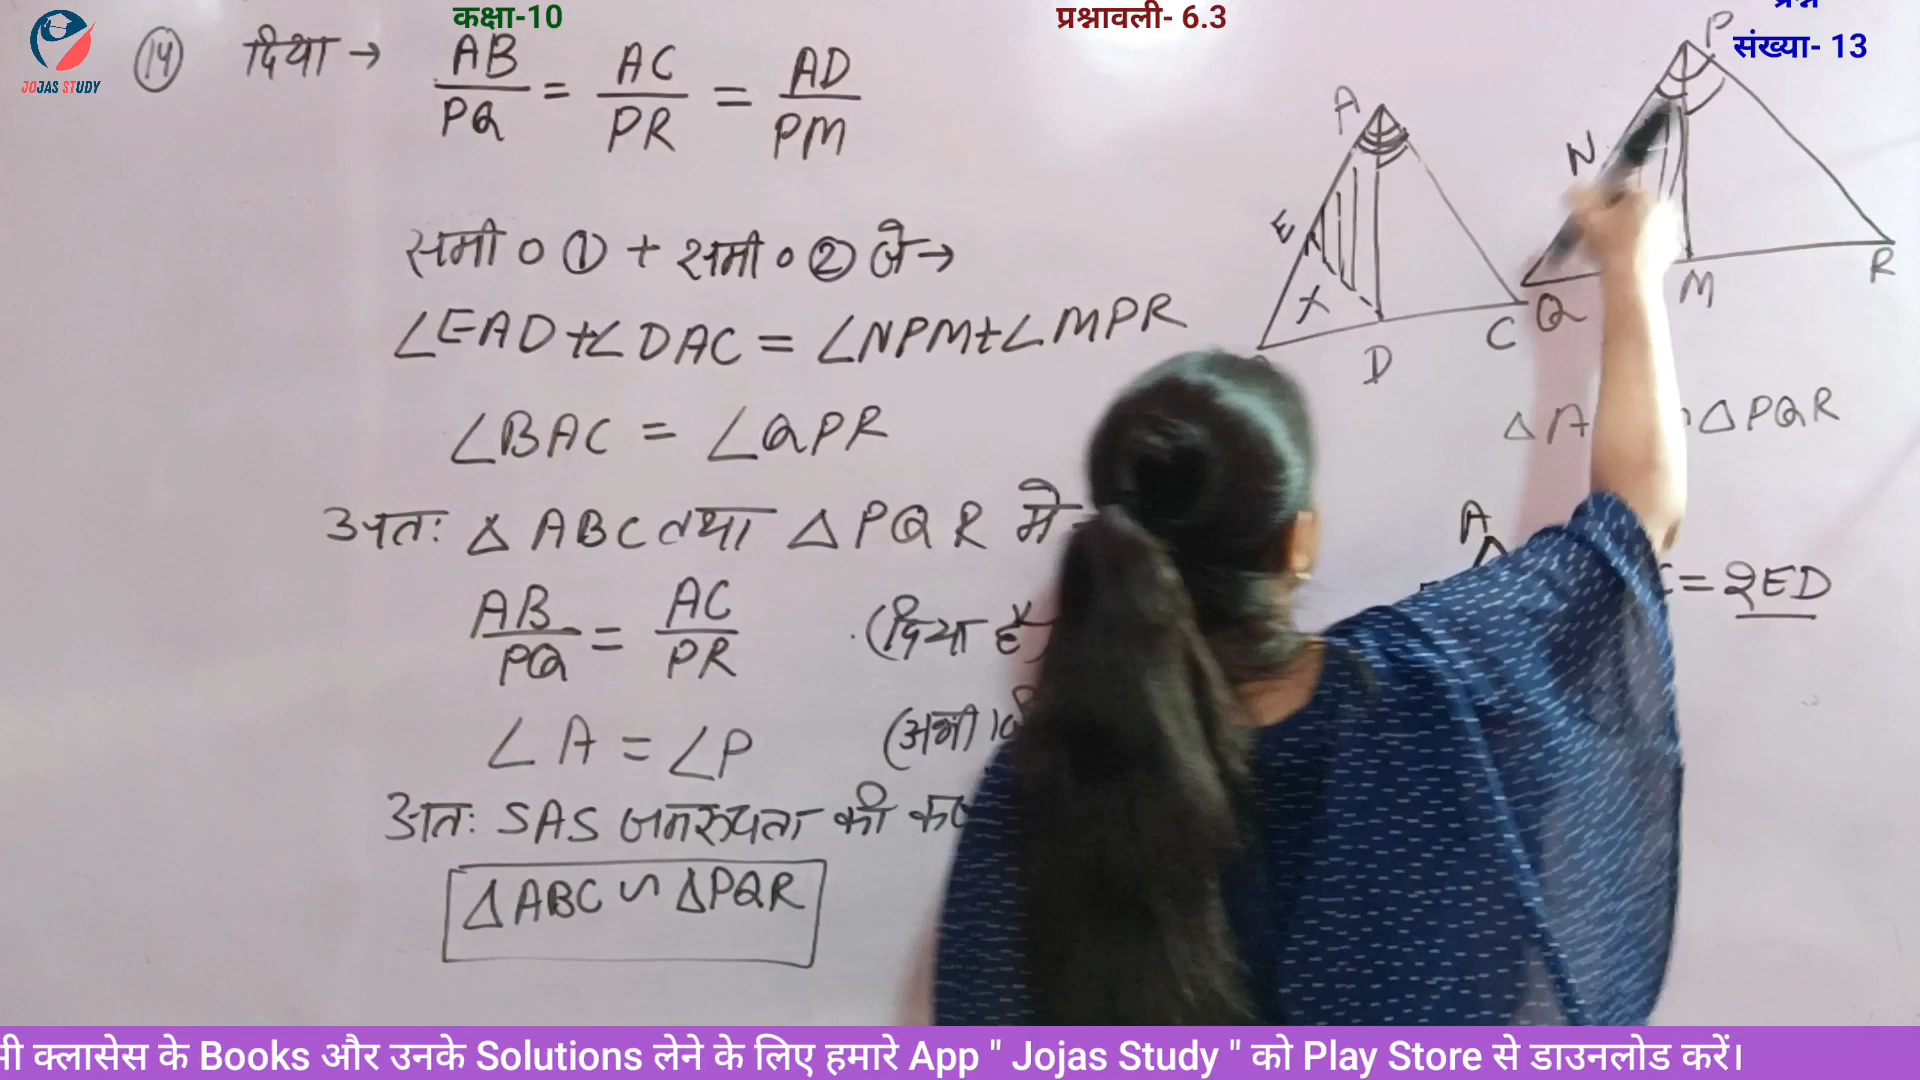 कक्षा-10
प्रश्नावली- 6.3
प्रश्न
संख्या- 13
JOJAS STUDY
(14) दिया → AB/PQ = AC/PR = AD/PM
समी० ① + समी० ② से →
∠EAD + ∠DAC = ∠NPM + ∠MPR
∠BAC = ∠QPR
अतः △ ABC तथा △ PQR में
AB/PQ = AC/PR (दिया है)
∠A = ∠P
अतः SAS समरूपता की
△ABC ∽ △PQR
A
E
X
D
C
P
N
Q
M
R
△ A
△ PQR
A
= 2ED
क्लासेस के Books और उनके Solutions लेने के लिए हमारे App " Jojas Study " को Play Store से डाउनलोड करें।